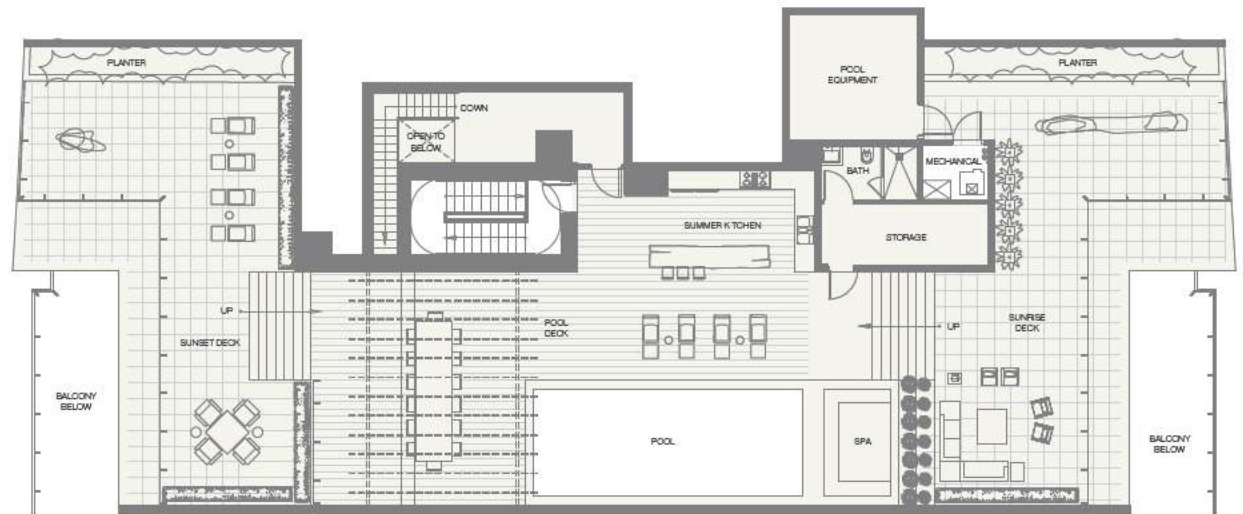 PLANTER
POOL
EQUIPMENT
PLANTER
DOWN
OPEN TO
BELOW
BATH
MECHANICAL
SUMMER KITCHEN
STORAGE
UP
SUNSET DECK
POOL
DECK
UP
SUNRISE
DECK
BALCONY
BELOW
POOL
SPA
BALCONY
BELOW